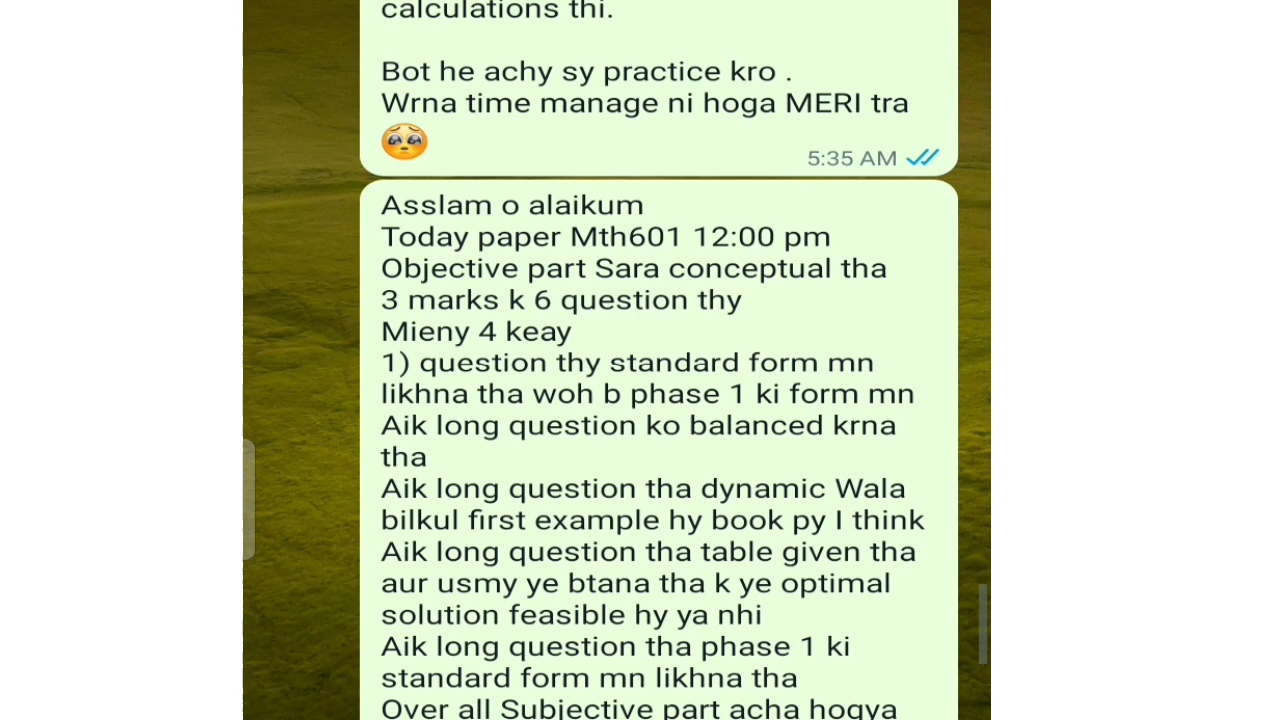 calculations thi.
Bot he achy sy practice kro .
Wrna time manage ni hoga MERI tra
🥺
5:35 AM
Asslam o alaikum
Today paper Mth601 12:00 pm
Objective part Sara conceptual tha
3 marks k 6 question thy
Mieny 4 keay
1) question thy standard form mn
likhna tha woh b phase 1 ki form mn
Aik long question ko balanced krna
tha
Aik long question tha dynamic Wala
bilkul first example hy book py I think
Aik long question tha table given tha
aur usmy ye btana tha k ye optimal
solution feasible hy ya nhi
Aik long question tha phase 1 ki
standard form mn likhna tha
Over all Subjective part acha hogya